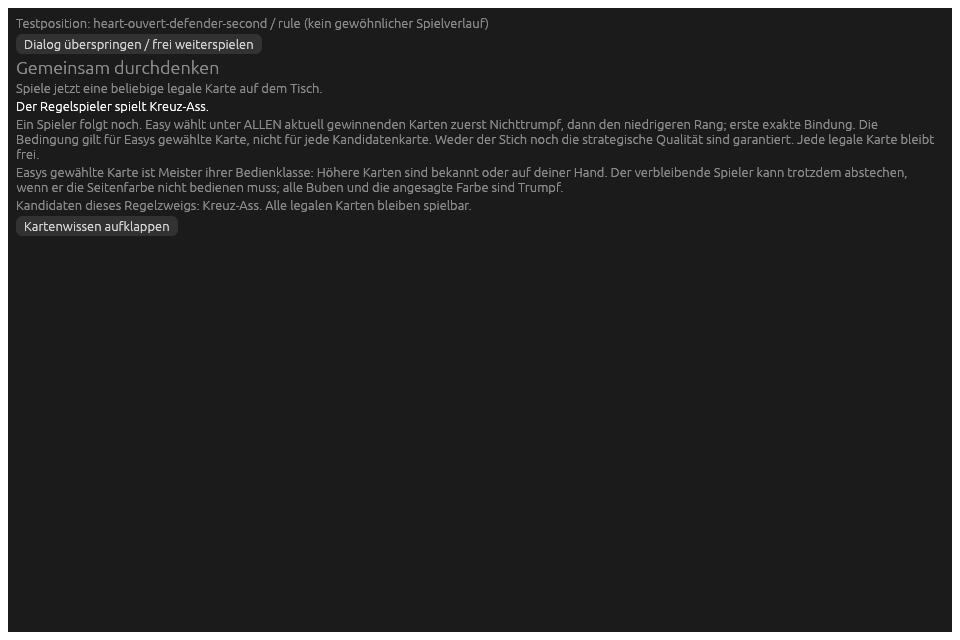 Testposition: heart-ouvert-defender-second / rule (kein gewöhnlicher Spielverlauf)
Dialog überspringen / frei weiterspielen
Gemeinsam durchdenken
Spiele jetzt eine beliebige legale Karte auf dem Tisch.
Der Regelspieler spielt Kreuz-Ass.
Ein Spieler folgt noch. Easy wählt unter ALLEN aktuell gewinnenden Karten zuerst Nichttrumpf, dann den niedrigeren Rang; erste exakte Bindung. Die
Bedingung gilt für Easys gewählte Karte, nicht für jede Kandidatenkarte. Weder der Stich noch die strategische Qualität sind garantiert. Jede legale Karte bleibt
frei.
Easys gewählte Karte ist Meister ihrer Bedienklasse: Höhere Karten sind bekannt oder auf deiner Hand. Der verbleibende Spieler kann trotzdem abstechen,
wenn er die Seitenfarbe nicht bedienen muss; alle Buben und die angesagte Farbe sind Trumpf.
Kandidaten dieses Regelzweigs: Kreuz-Ass. Alle legalen Karten bleiben spielbar.
Kartenwissen aufklappen